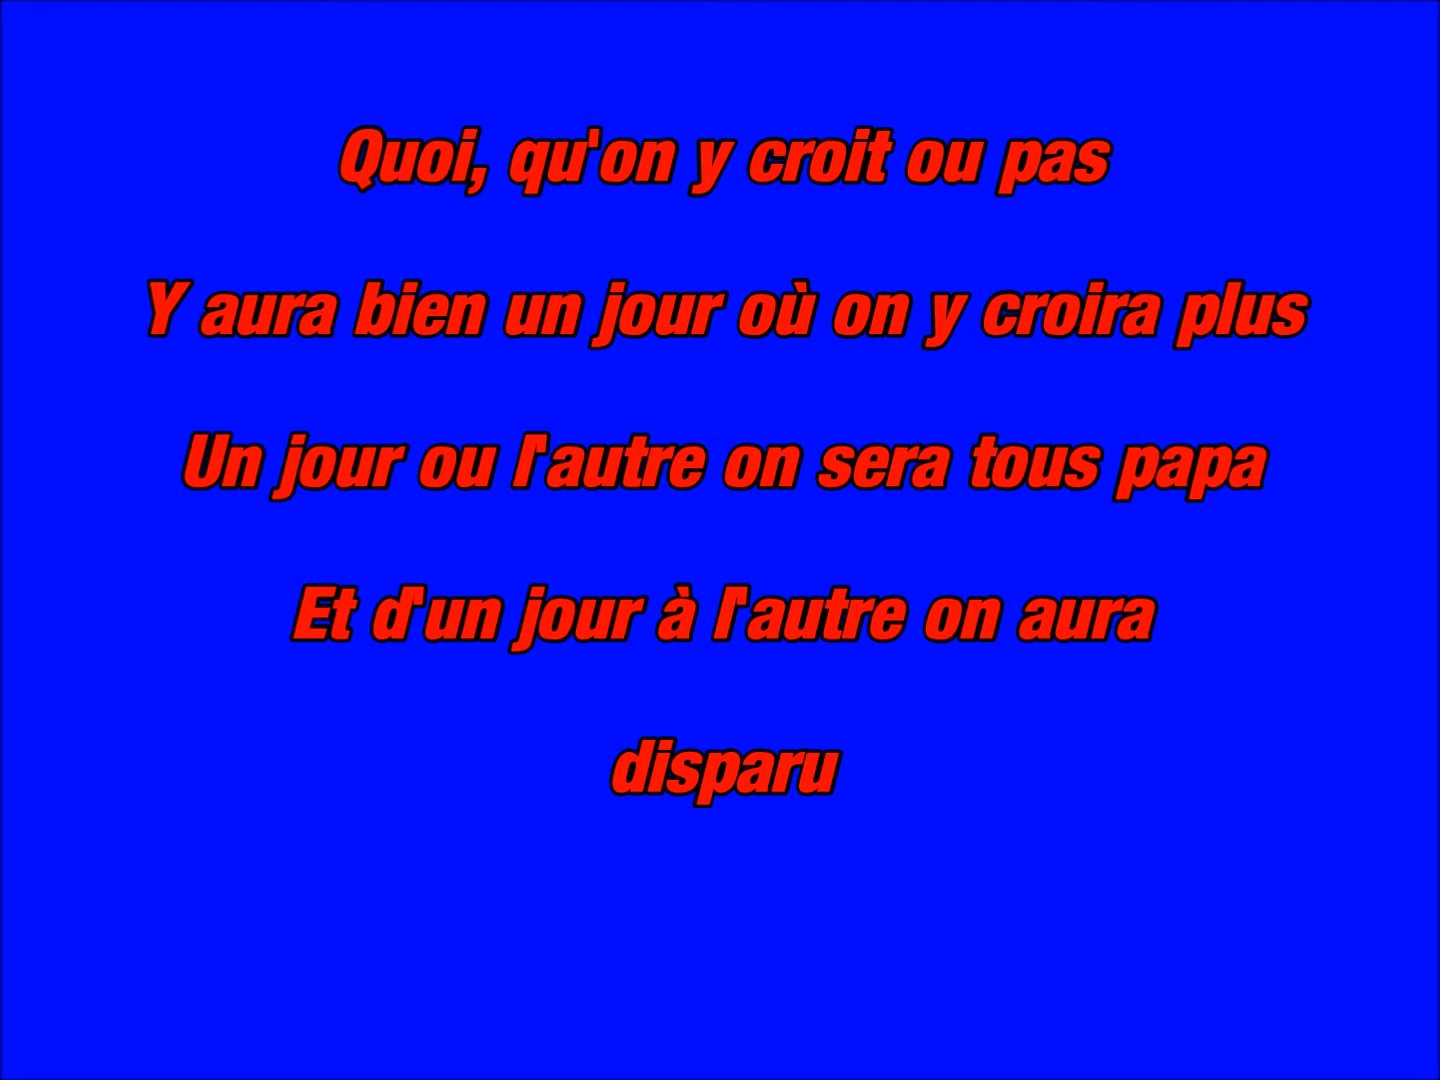 Quoi, qu'on y croit ou pas
Y aura bien un jour où on y croira plus
Un jour ou l'autre on sera tous papa
Et d'un jour à l'autre on aura
disparu